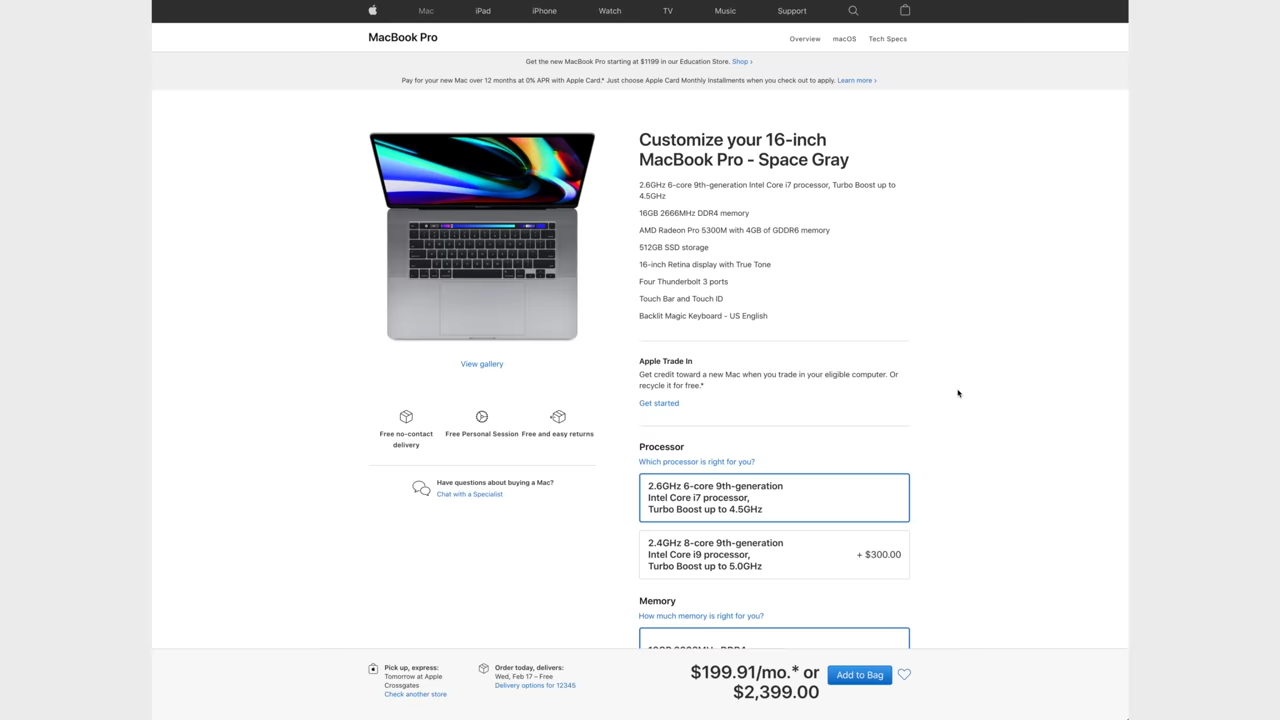 Mac
iPad
iPhone
Watch
TV
Music
Support
MacBook Pro
Overview
macOS
Tech Specs
Get the new MacBook Pro starting at $1199 in our Education Store. Shop >
Pay for your new Mac over 12 months at 0% APR with Apple Card.* Just choose Apple Card Monthly Installments when you check out to apply. Learn more >
View gallery
Free no-contact
delivery
Free Personal Session
Free and easy returns
Have questions about buying a Mac?
Chat with a Specialist
Customize your 16-inch
MacBook Pro - Space Gray
2.6GHz 6-core 9th-generation Intel Core i7 processor, Turbo Boost up to
4.5GHz
16GB 2666MHz DDR4 memory
AMD Radeon Pro 5300M with 4GB of GDDR6 memory
512GB SSD storage
16-inch Retina display with True Tone
Four Thunderbolt 3 ports
Touch Bar and Touch ID
Backlit Magic Keyboard - US English
Apple Trade In
Get credit toward a new Mac when you trade in your eligible computer. Or
recycle it for free.*
Get started
Processor
Which processor is right for you?
2.6GHz 6-core 9th-generation
Intel Core i7 processor,
Turbo Boost up to 4.5GHz
2.4GHz 8-core 9th-generation
Intel Core i9 processor,
Turbo Boost up to 5.0GHz
+ $300.00
Memory
How much memory is right for you?
Pick up, express:
Tomorrow at Apple
Crossgates
Check another store
Order today, delivers:
Wed, Feb 17 – Free
Delivery options for 12345
$199.91/mo.* or
$2,399.00
Add to Bag